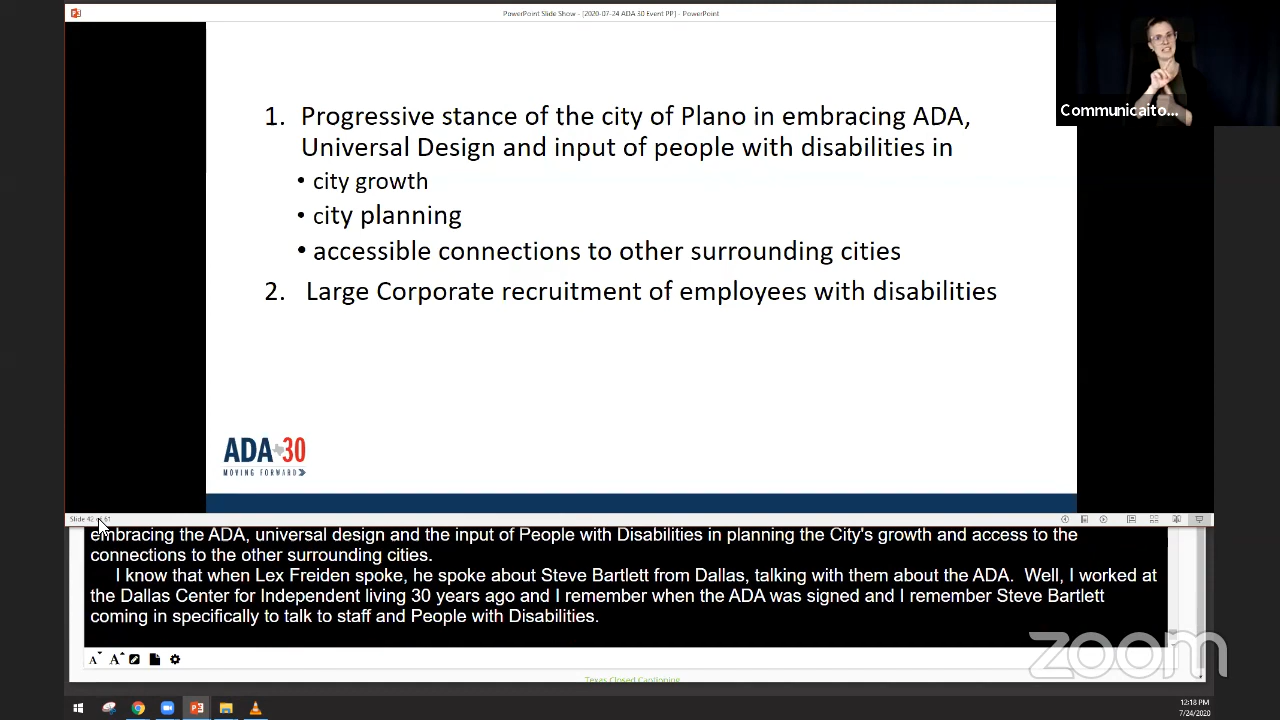 PowerPoint Slide Show - [2020-07-24 ADA 30 Event PP] - PowerPoint
Communicaito...
1. Progressive stance of the city of Plano in embracing ADA,
Universal Design and input of people with disabilities in
• city growth
• city planning
• accessible connections to other surrounding cities
2. Large Corporate recruitment of employees with disabilities
ADA 30
MOVING FORWARD
Slide 42 of 61
embracing the ADA, universal design and the input of People with Disabilities in planning the City's growth and access to the
connections to the other surrounding cities.
I know that when Lex Freiden spoke, he spoke about Steve Bartlett from Dallas, talking with them about the ADA. Well, I worked at
the Dallas Center for Independent living 30 years ago and I remember when the ADA was signed and I remember Steve Bartlett
coming in specifically to talk to staff and People with Disabilities.
zoom
A A
Texas Closed Captioning
12:18 PM
7/24/2020